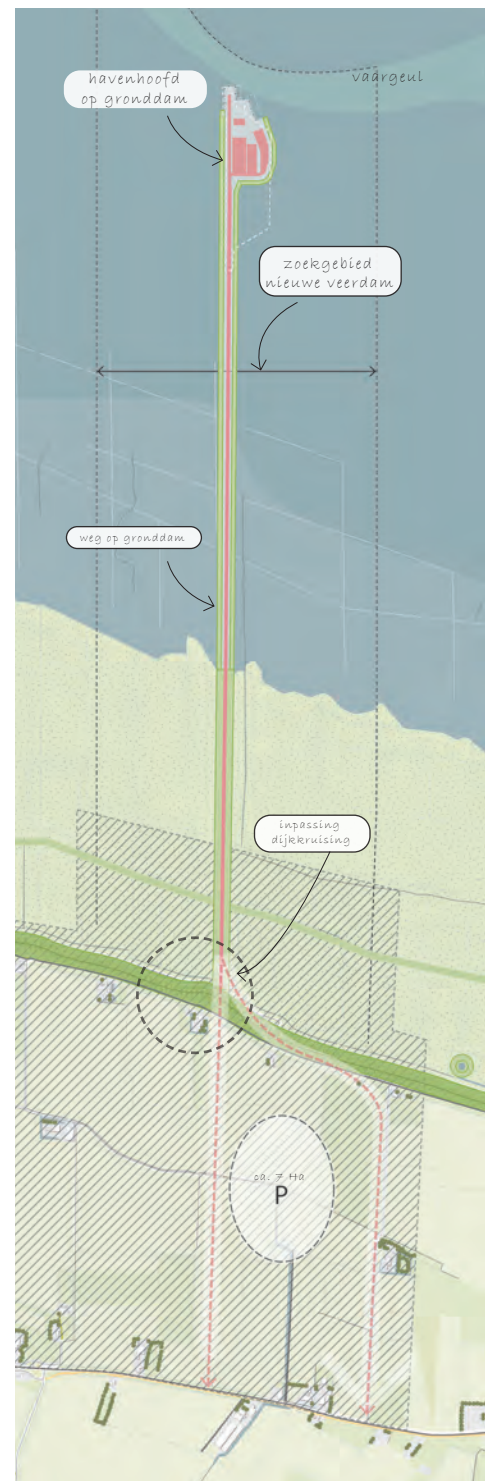 havenhoofd
op gronddam
vaargeul
zoekgebied
nieuwe veerdam
weg op gronddam
inpassing
dijkkruising
ca. 7 Ha
P